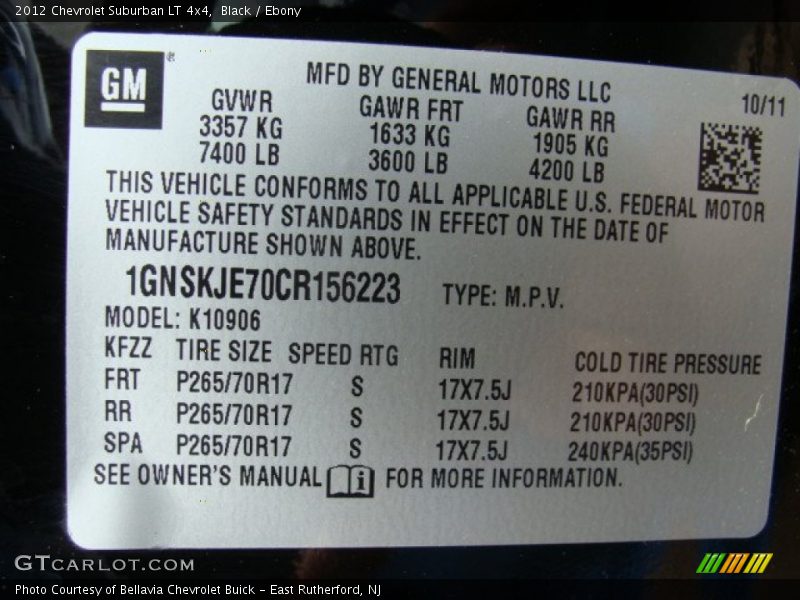 2012 Chevrolet Suburban LT 4x4, Black / Ebony
GM
MFD BY GENERAL MOTORS LLC
10/11
GVWR GAWR FRT GAWR RR
3357 KG 1633 KG 1905 KG
7400 LB 3600 LB 4200 LB
THIS VEHICLE CONFORMS TO ALL APPLICABLE U.S. FEDERAL MOTOR
VEHICLE SAFETY STANDARDS IN EFFECT ON THE DATE OF
MANUFACTURE SHOWN ABOVE.
1GNSKJE70CR156223 TYPE: M.P.V.
MODEL: K10906
KFZZ TIRE SIZE SPEED RTG RIM COLD TIRE PRESSURE
FRT P265/70R17 S 17X7.5J 210KPA(30PSI)
RR P265/70R17 S 17X7.5J 210KPA(30PSI)
SPA P265/70R17 S 17X7.5J 240KPA(35PSI)
SEE OWNER'S MANUAL i FOR MORE INFORMATION.
GTCARLOT.COM
Photo Courtesy of Bellavia Chevrolet Buick - East Rutherford, NJ